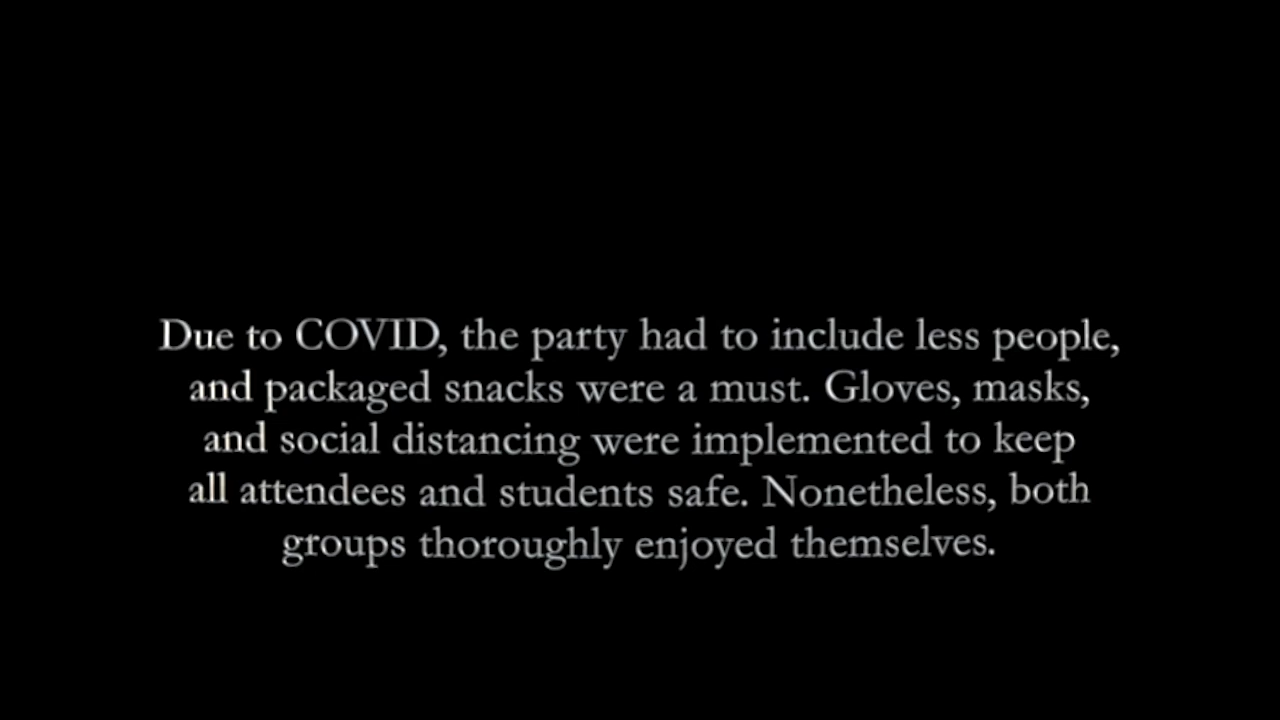 Due to COVID, the party had to include less people,
and packaged snacks were a must. Gloves, masks,
and social distancing were implemented to keep
all attendees and students safe. Nonetheless, both
groups thoroughly enjoyed themselves.